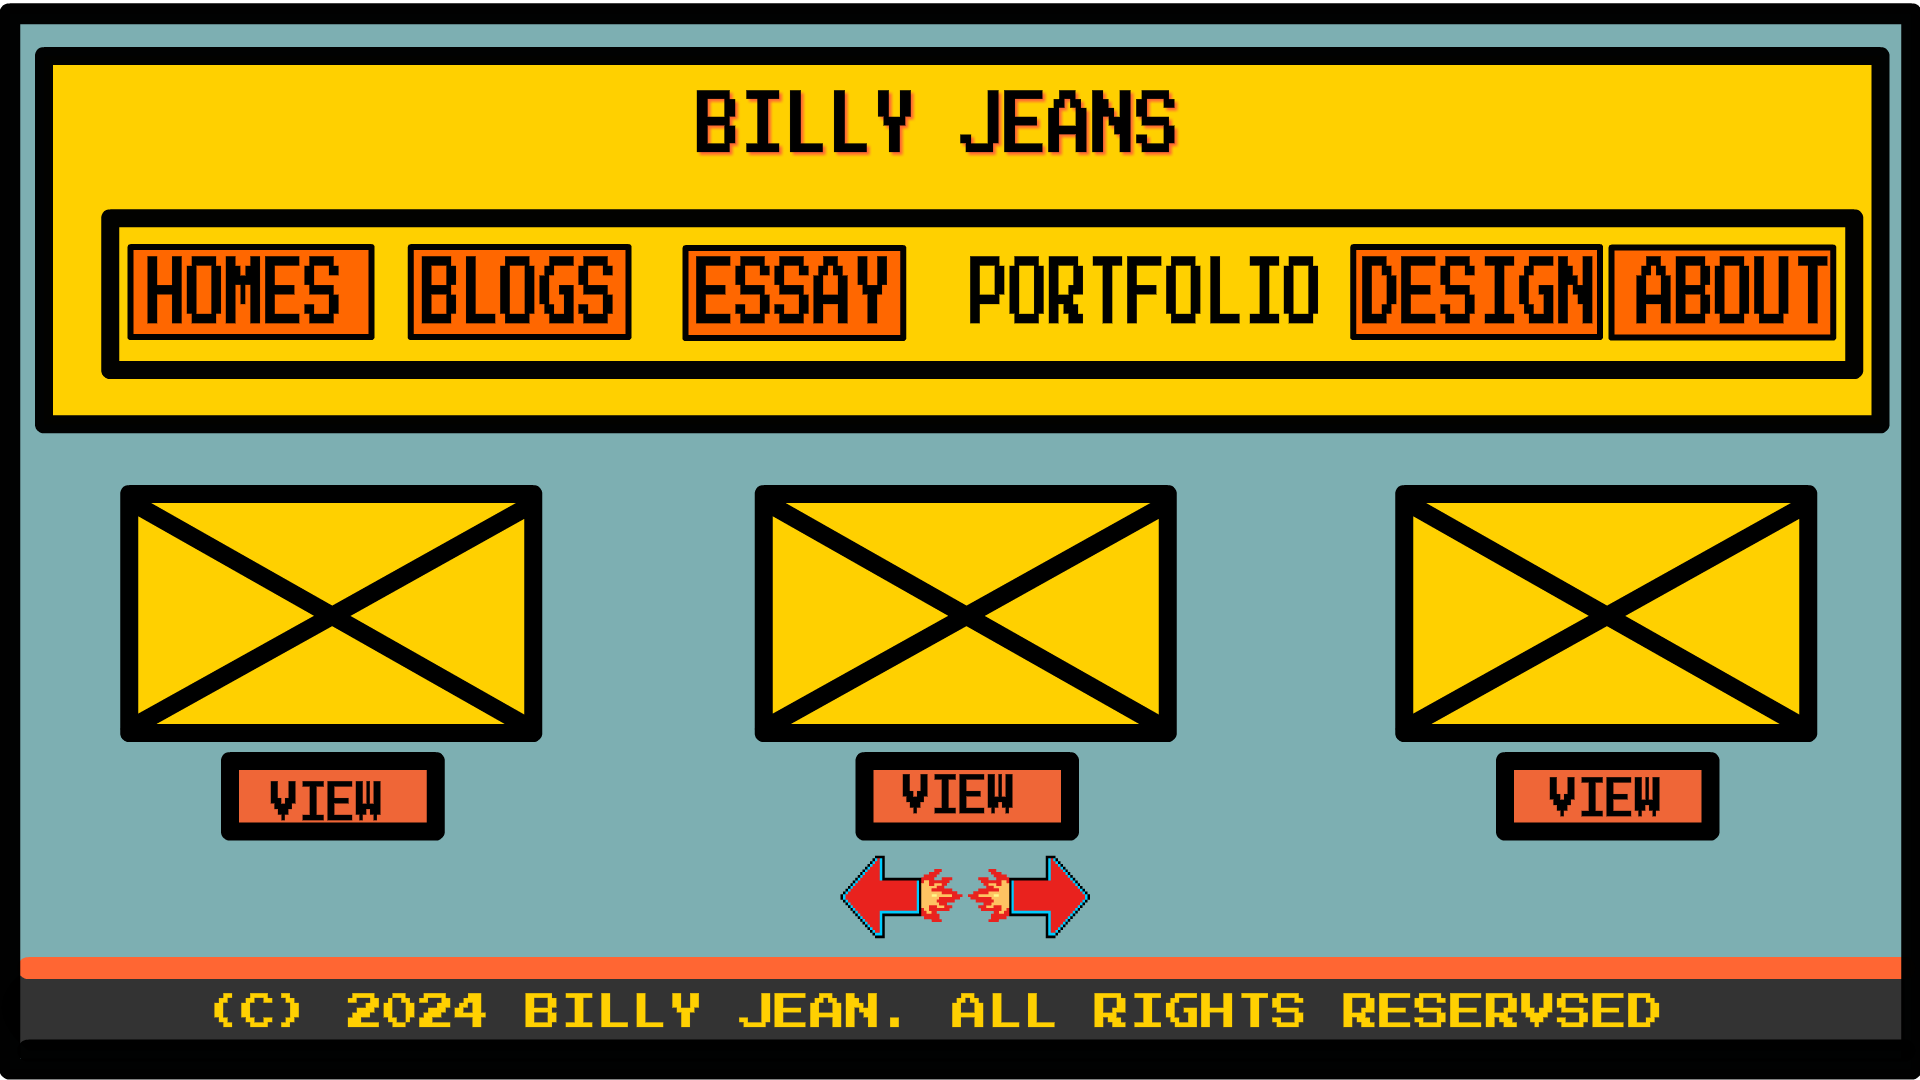 BILLY JEANS
HOMES BLOGS ESSAY PORTFOLIO DESIGN ABOUT
VIEW VIEW VIEW
(C) 2024 BILLY JEAN. ALL RIGHTS RESERVSED